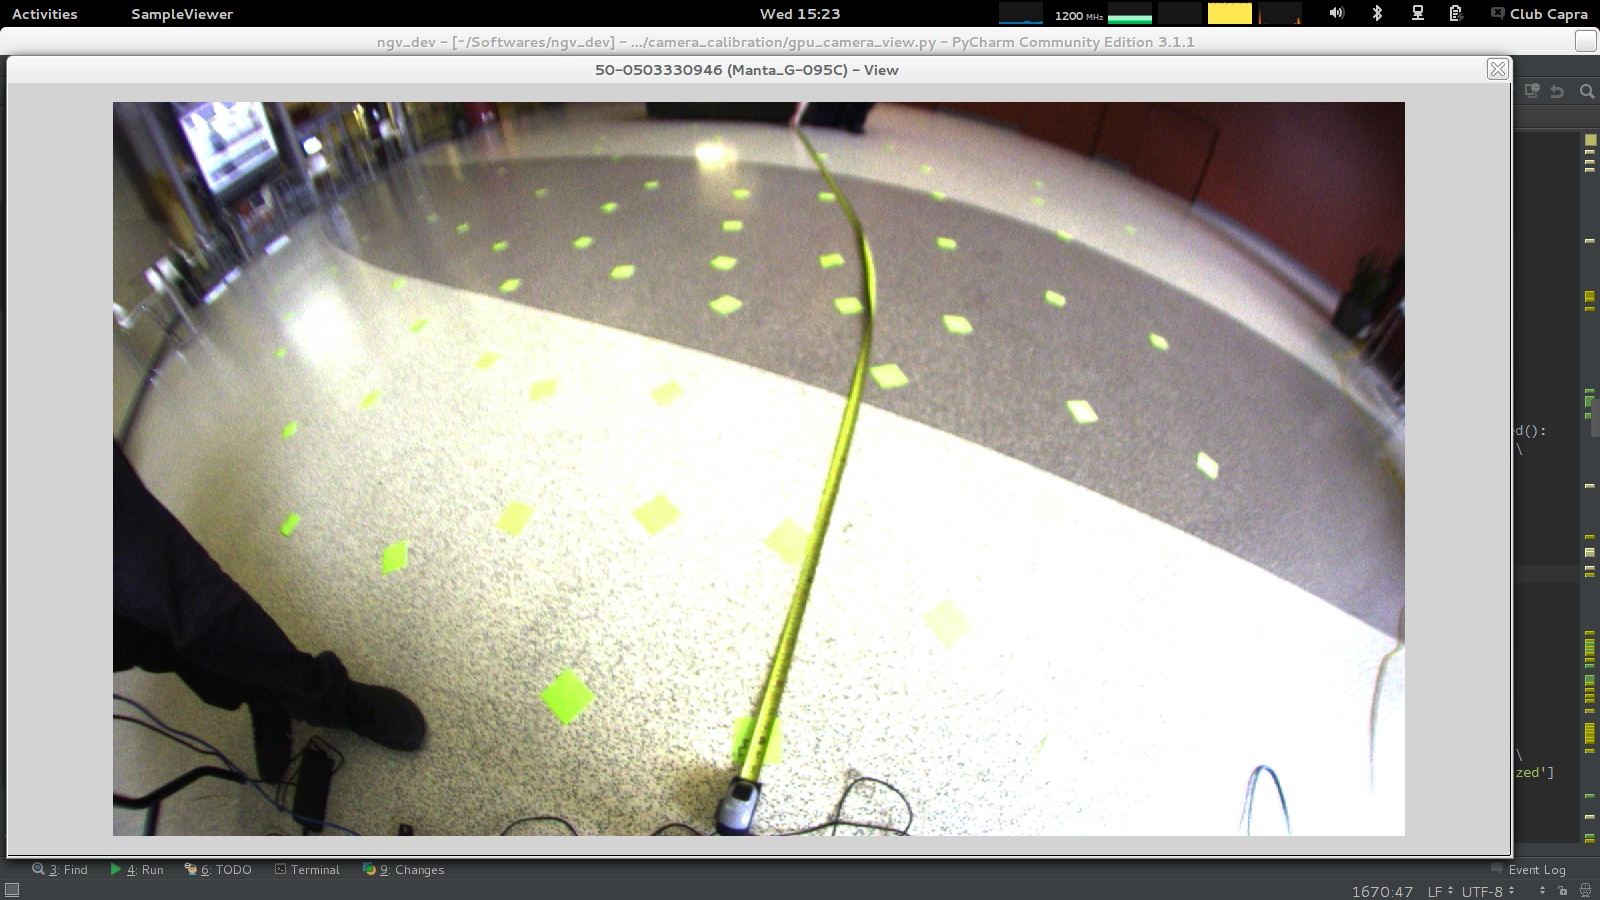 Activities SampleViewer Wed 15:23 1200 MHz Club Capra
ngv_dev – [~/Softwares/ngv_dev] – .../camera_calibration/gpu_camera_view.py – PyCharm Community Edition 3.1.1
50-0503330946 (Manta_G-095C) – View
ed():
\
\
zed']
3: Find 4: Run 6: TODO Terminal 9: Changes Event Log
1670:47 LF UTF-8